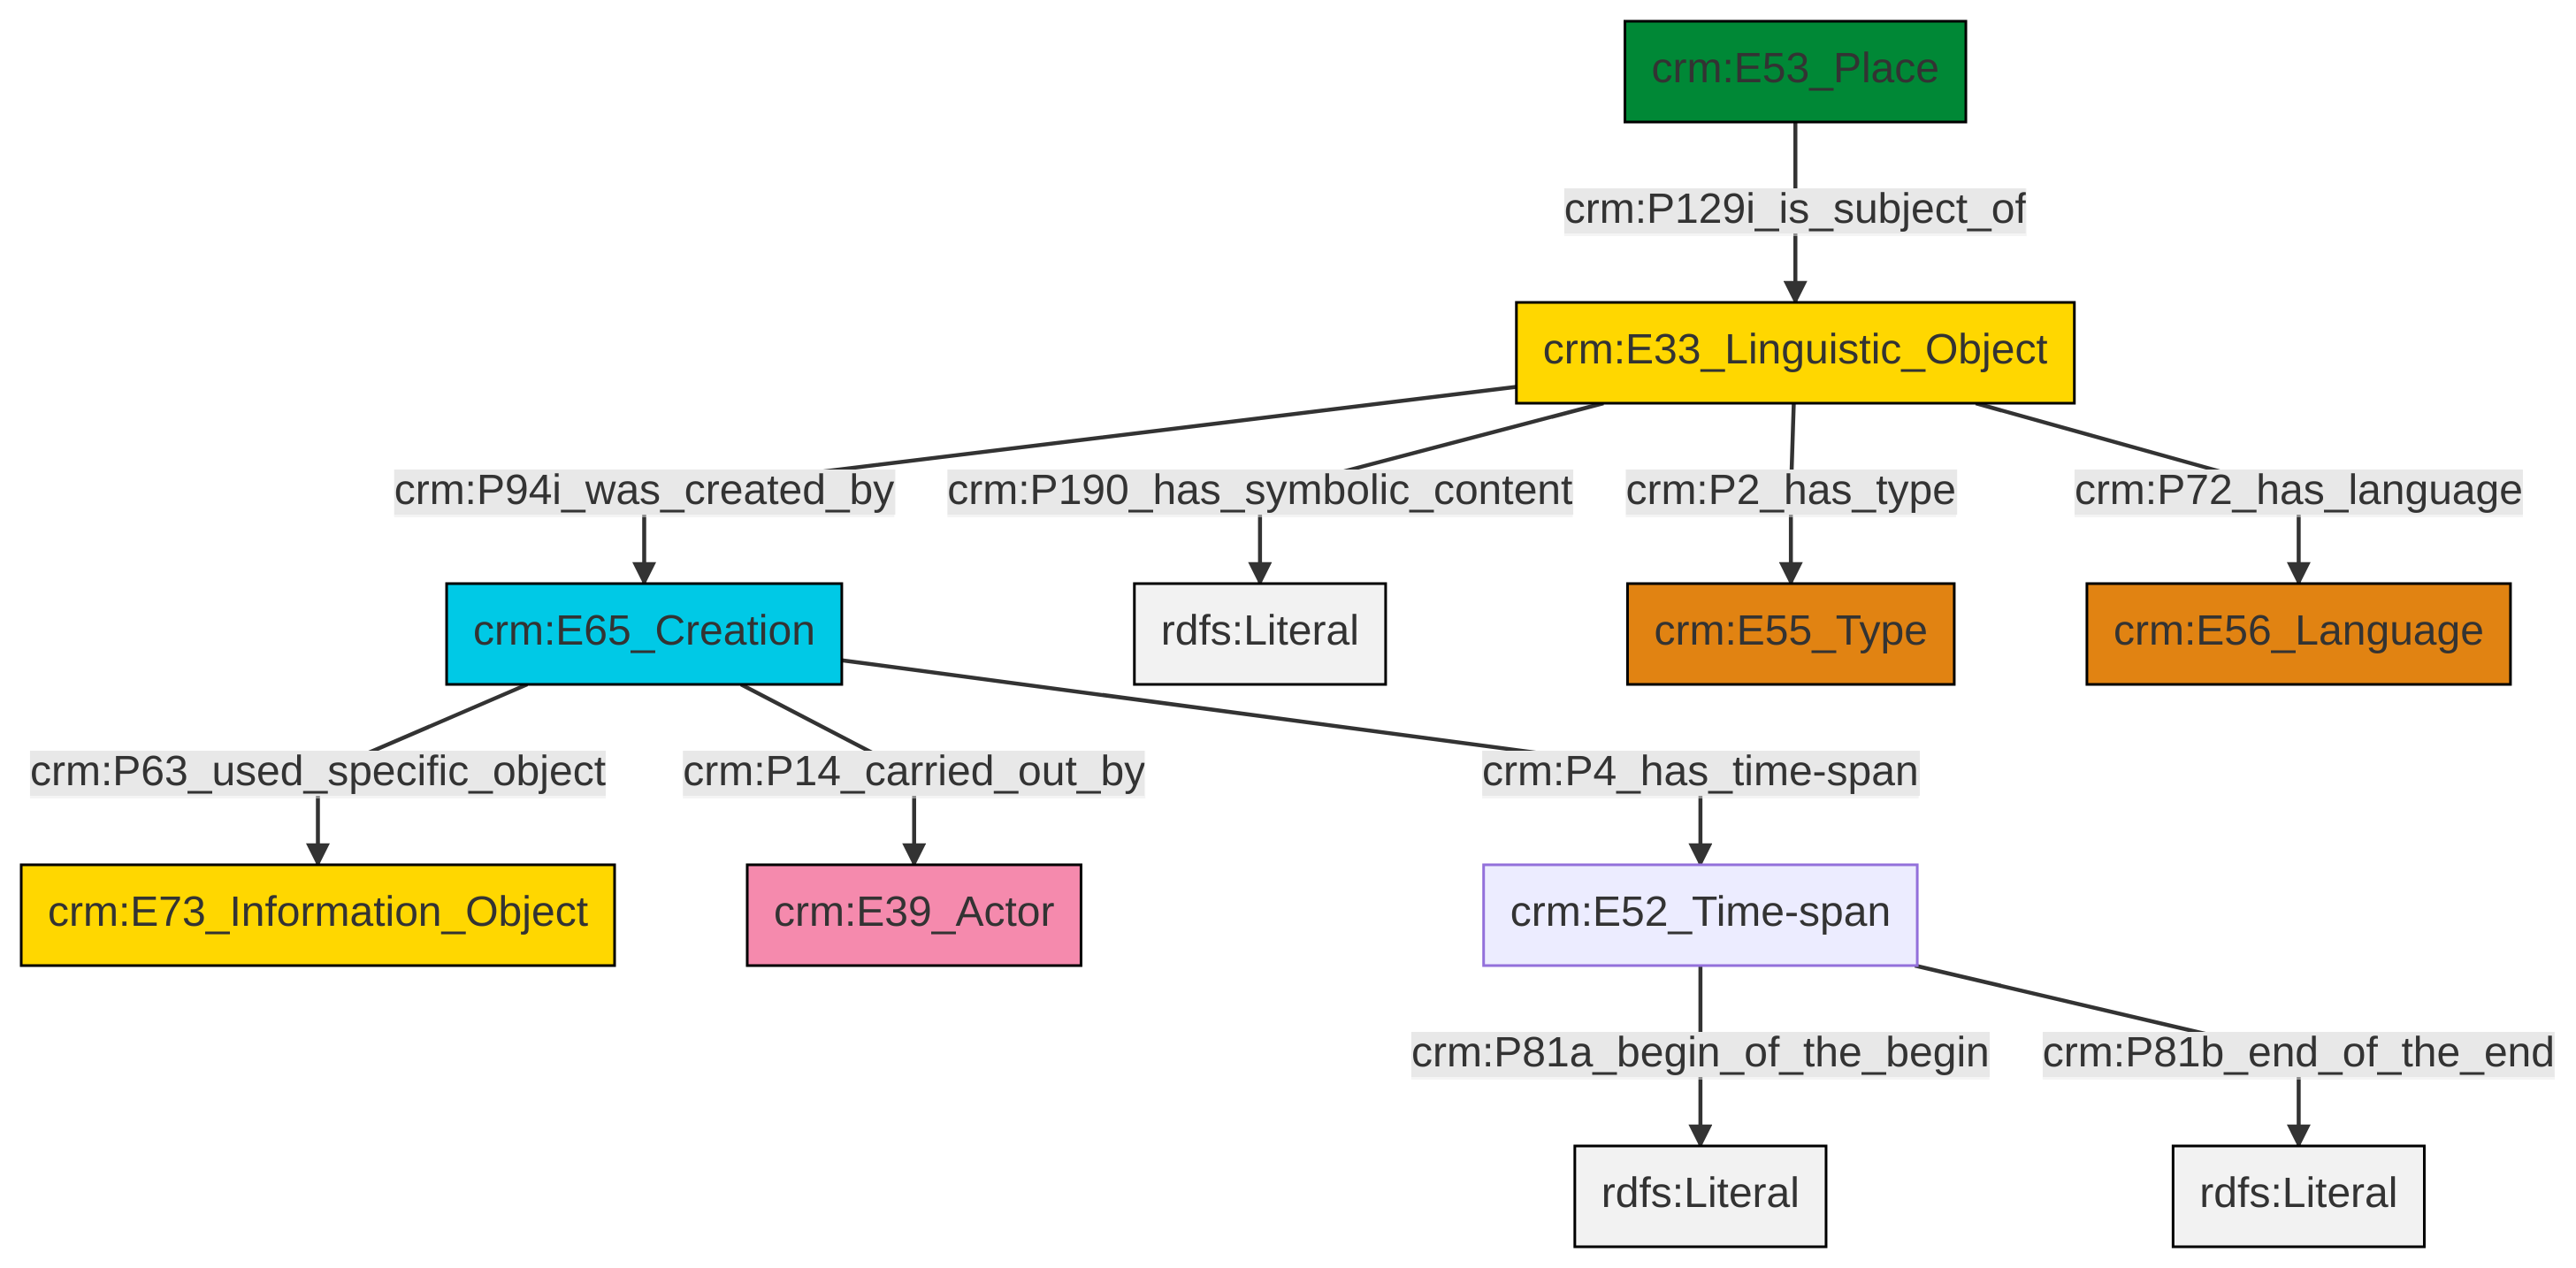 crm:E53_Place
crm:P129i_is_subject_of
crm:E33_Linguistic_Object
crm:P94i_was_created_by
crm:P190_has_symbolic_content
crm:P2_has_type
crm:P72_has_language
crm:E65_Creation
rdfs:Literal
crm:E55_Type
crm:E56_Language
crm:P63_used_specific_object
crm:P14_carried_out_by
crm:P4_has_time-span
crm:E73_Information_Object
crm:E39_Actor
crm:E52_Time-span
crm:P81a_begin_of_the_begin
crm:P81b_end_of_the_end
rdfs:Literal
rdfs:Literal